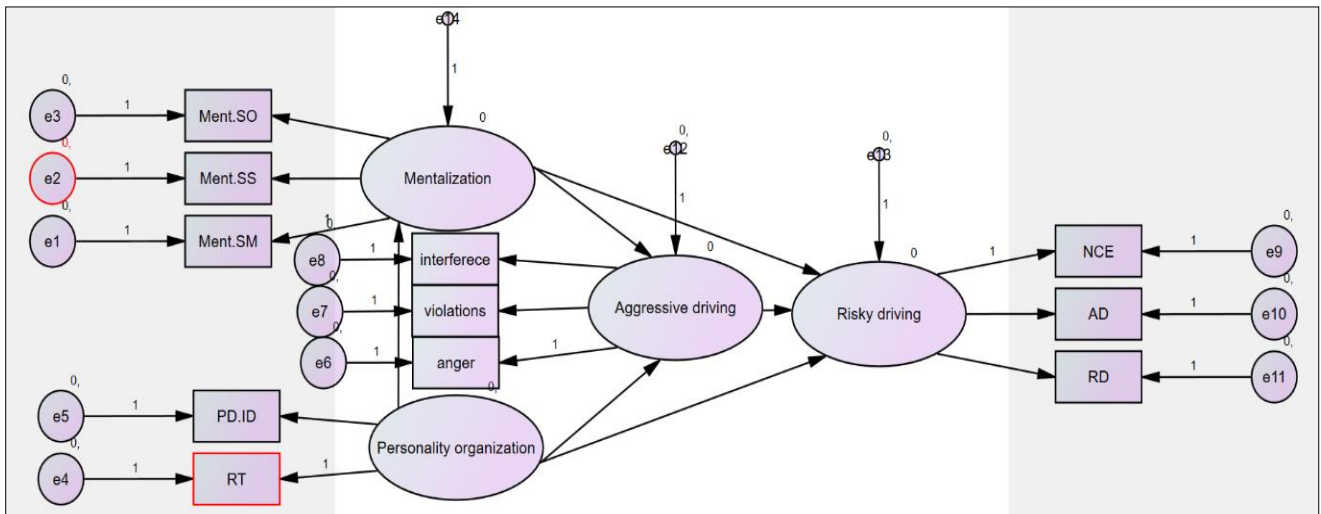 e14
0,
1
e3
1
Ment.SO
0
0,
e2
1
Ment.SS
Mentalization
0,
e12
0,
e13
0,
e1
1
Ment.SM
1
0
1
1
e8
1
interferece
0
0
1
NCE
1
0,
e9
0,
e7
1
violations
Aggressive driving
Risky driving
AD
1
0,
e10
0,
e6
1
anger
1
RD
1
0,
e11
0,
e5
1
PD.ID
0,
Personality organization
0,
e4
1
RT
1